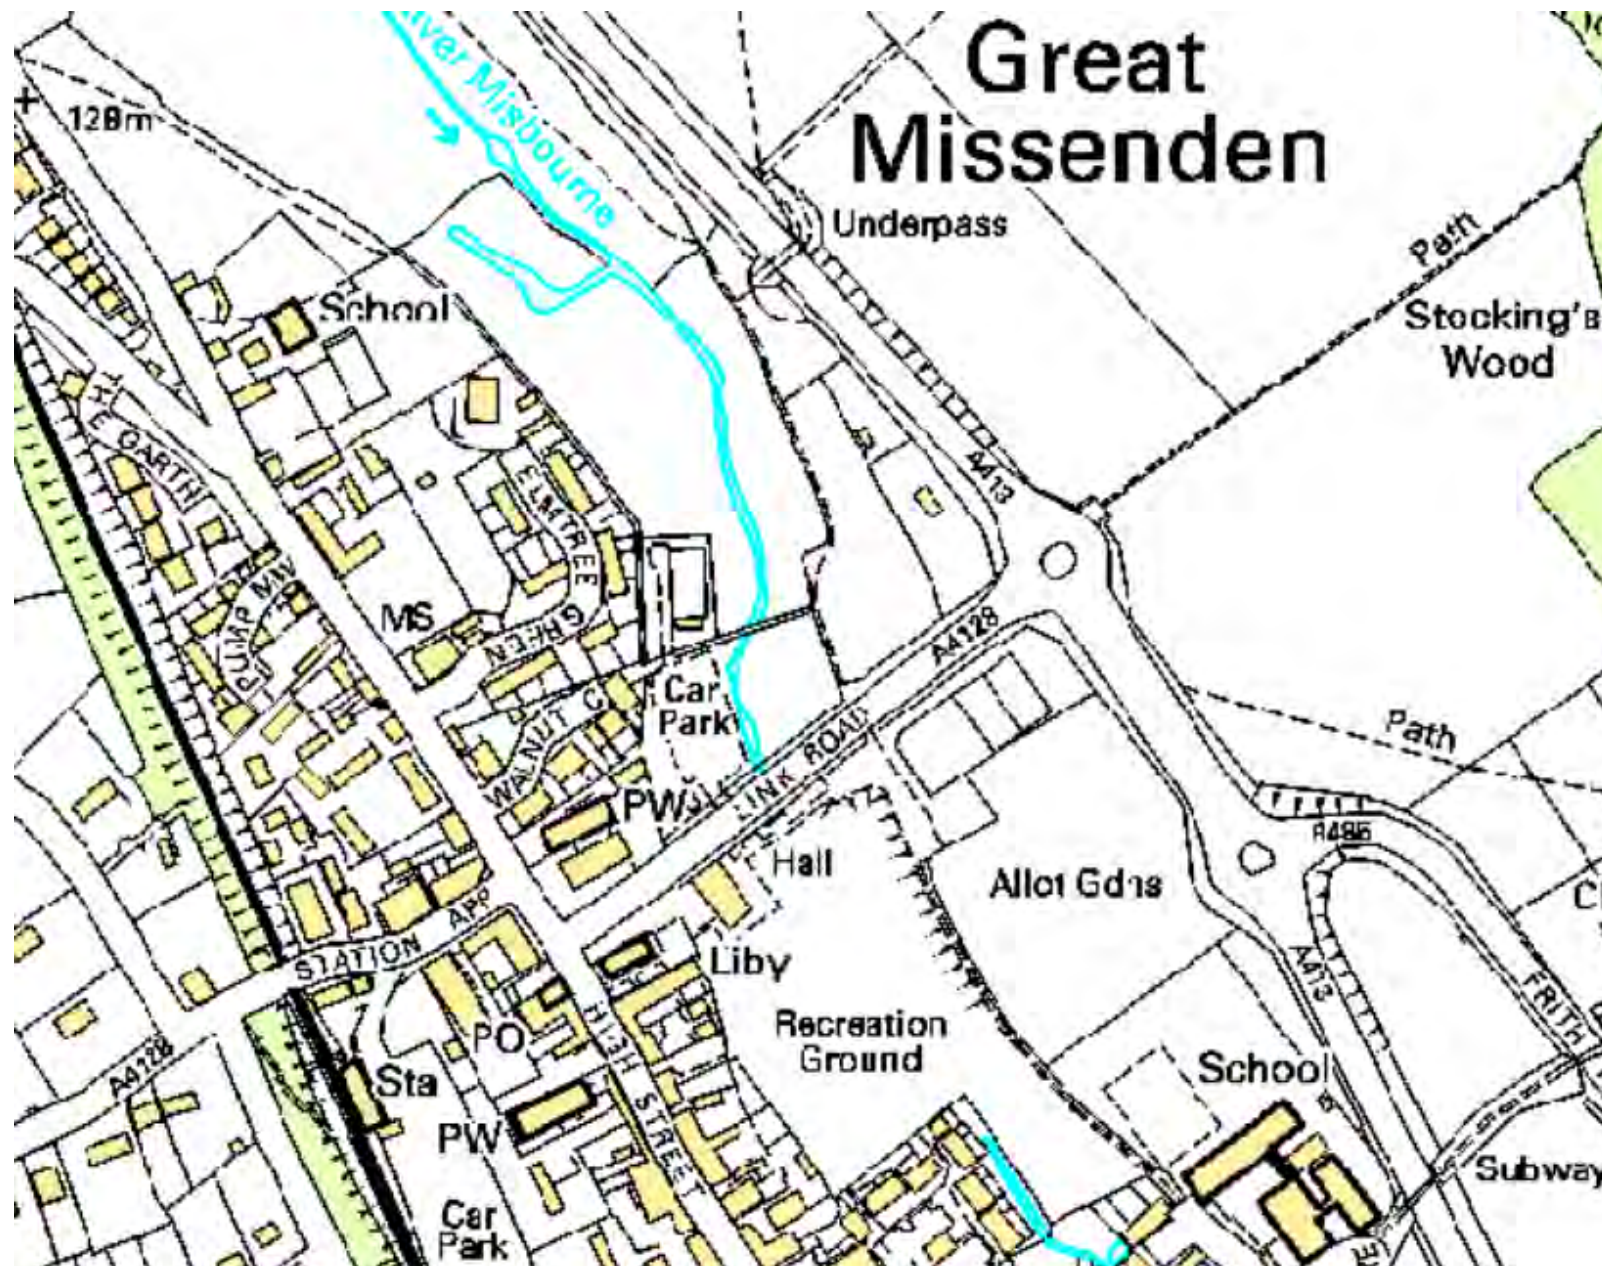 Great
Missenden
River Misbourne
128m
Underpass
Path
School
Stocking's
Wood
THE GARTH
A413
ELMTREE
GREEN
PUMP
MS
A4128
Car
Park
Path
WALNUT C
LINK ROAD
PW
Hall
Allot Gdns
STATION APP
Liby
A413
FRITH
HIGH STREET
PO
Recreation
Ground
A4128
Sta
School
PW
Subway
Car
Park